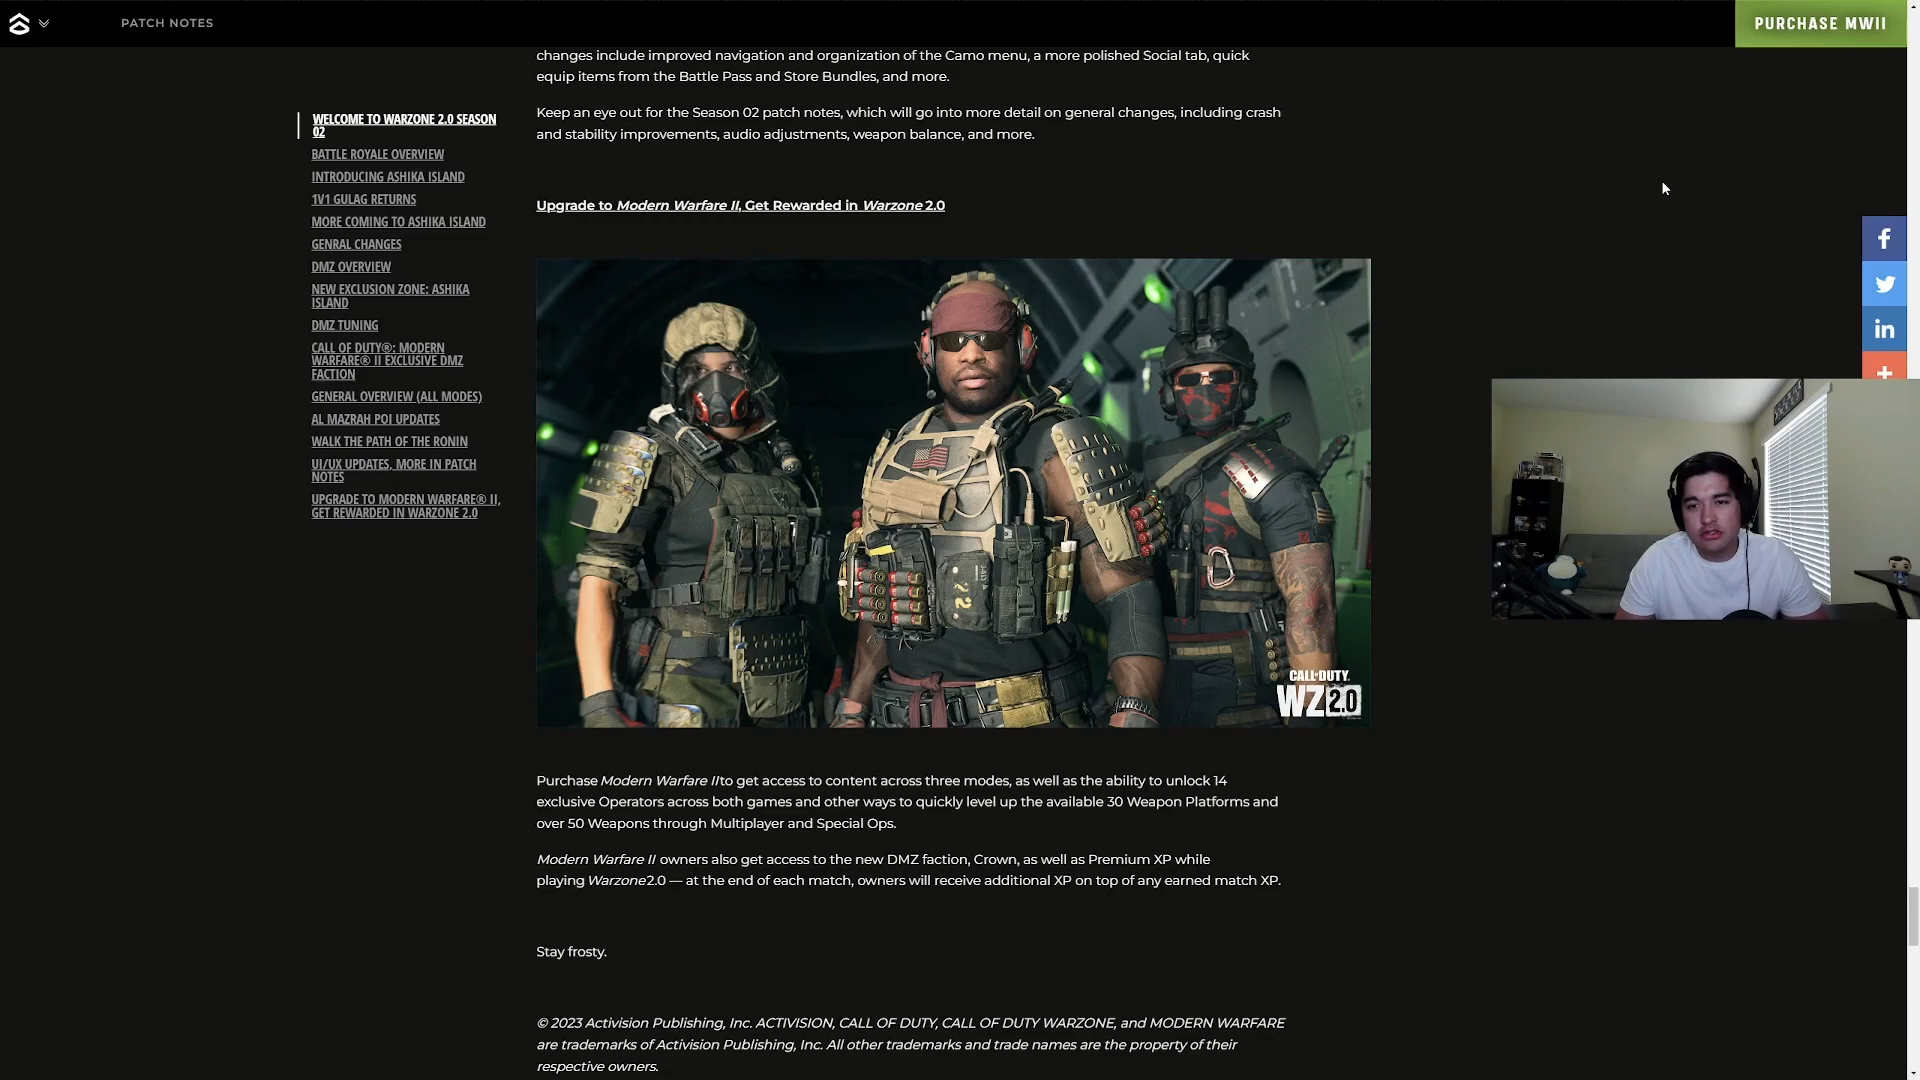 PATCH NOTES
PURCHASE MWII
WELCOME TO WARZONE 2.0 SEASON
02
BATTLE ROYALE OVERVIEW
INTRODUCING ASHIKA ISLAND
1V1 GULAG RETURNS
MORE COMING TO ASHIKA ISLAND
GENRAL CHANGES
DMZ OVERVIEW
NEW EXCLUSION ZONE: ASHIKA
ISLAND
DMZ TUNING
CALL OF DUTY®: MODERN
WARFARE® II EXCLUSIVE DMZ
FACTION
GENERAL OVERVIEW (ALL MODES)
AL MAZRAH POI UPDATES
WALK THE PATH OF THE RONIN
UI/UX UPDATES, MORE IN PATCH
NOTES
UPGRADE TO MODERN WARFARE® II,
GET REWARDED IN WARZONE 2.0
changes include improved navigation and organization of the Camo menu, a more polished Social tab, quick
equip items from the Battle Pass and Store Bundles, and more.
Keep an eye out for the Season 02 patch notes, which will go into more detail on general changes, including crash
and stability improvements, audio adjustments, weapon balance, and more.
Upgrade to Modern Warfare II, Get Rewarded in Warzone 2.0
CALL OF DUTY
WZ 2.0
Purchase Modern Warfare II to get access to content across three modes, as well as the ability to unlock 14
exclusive Operators across both games and other ways to quickly level up the available 30 Weapon Platforms and
over 50 Weapons through Multiplayer and Special Ops.
Modern Warfare II owners also get access to the new DMZ faction, Crown, as well as Premium XP while
playing Warzone 2.0 — at the end of each match, owners will receive additional XP on top of any earned match XP.
Stay frosty.
© 2023 Activision Publishing, Inc. ACTIVISION, CALL OF DUTY, CALL OF DUTY WARZONE, and MODERN WARFARE
are trademarks of Activision Publishing, Inc. All other trademarks and trade names are the property of their
respective owners.